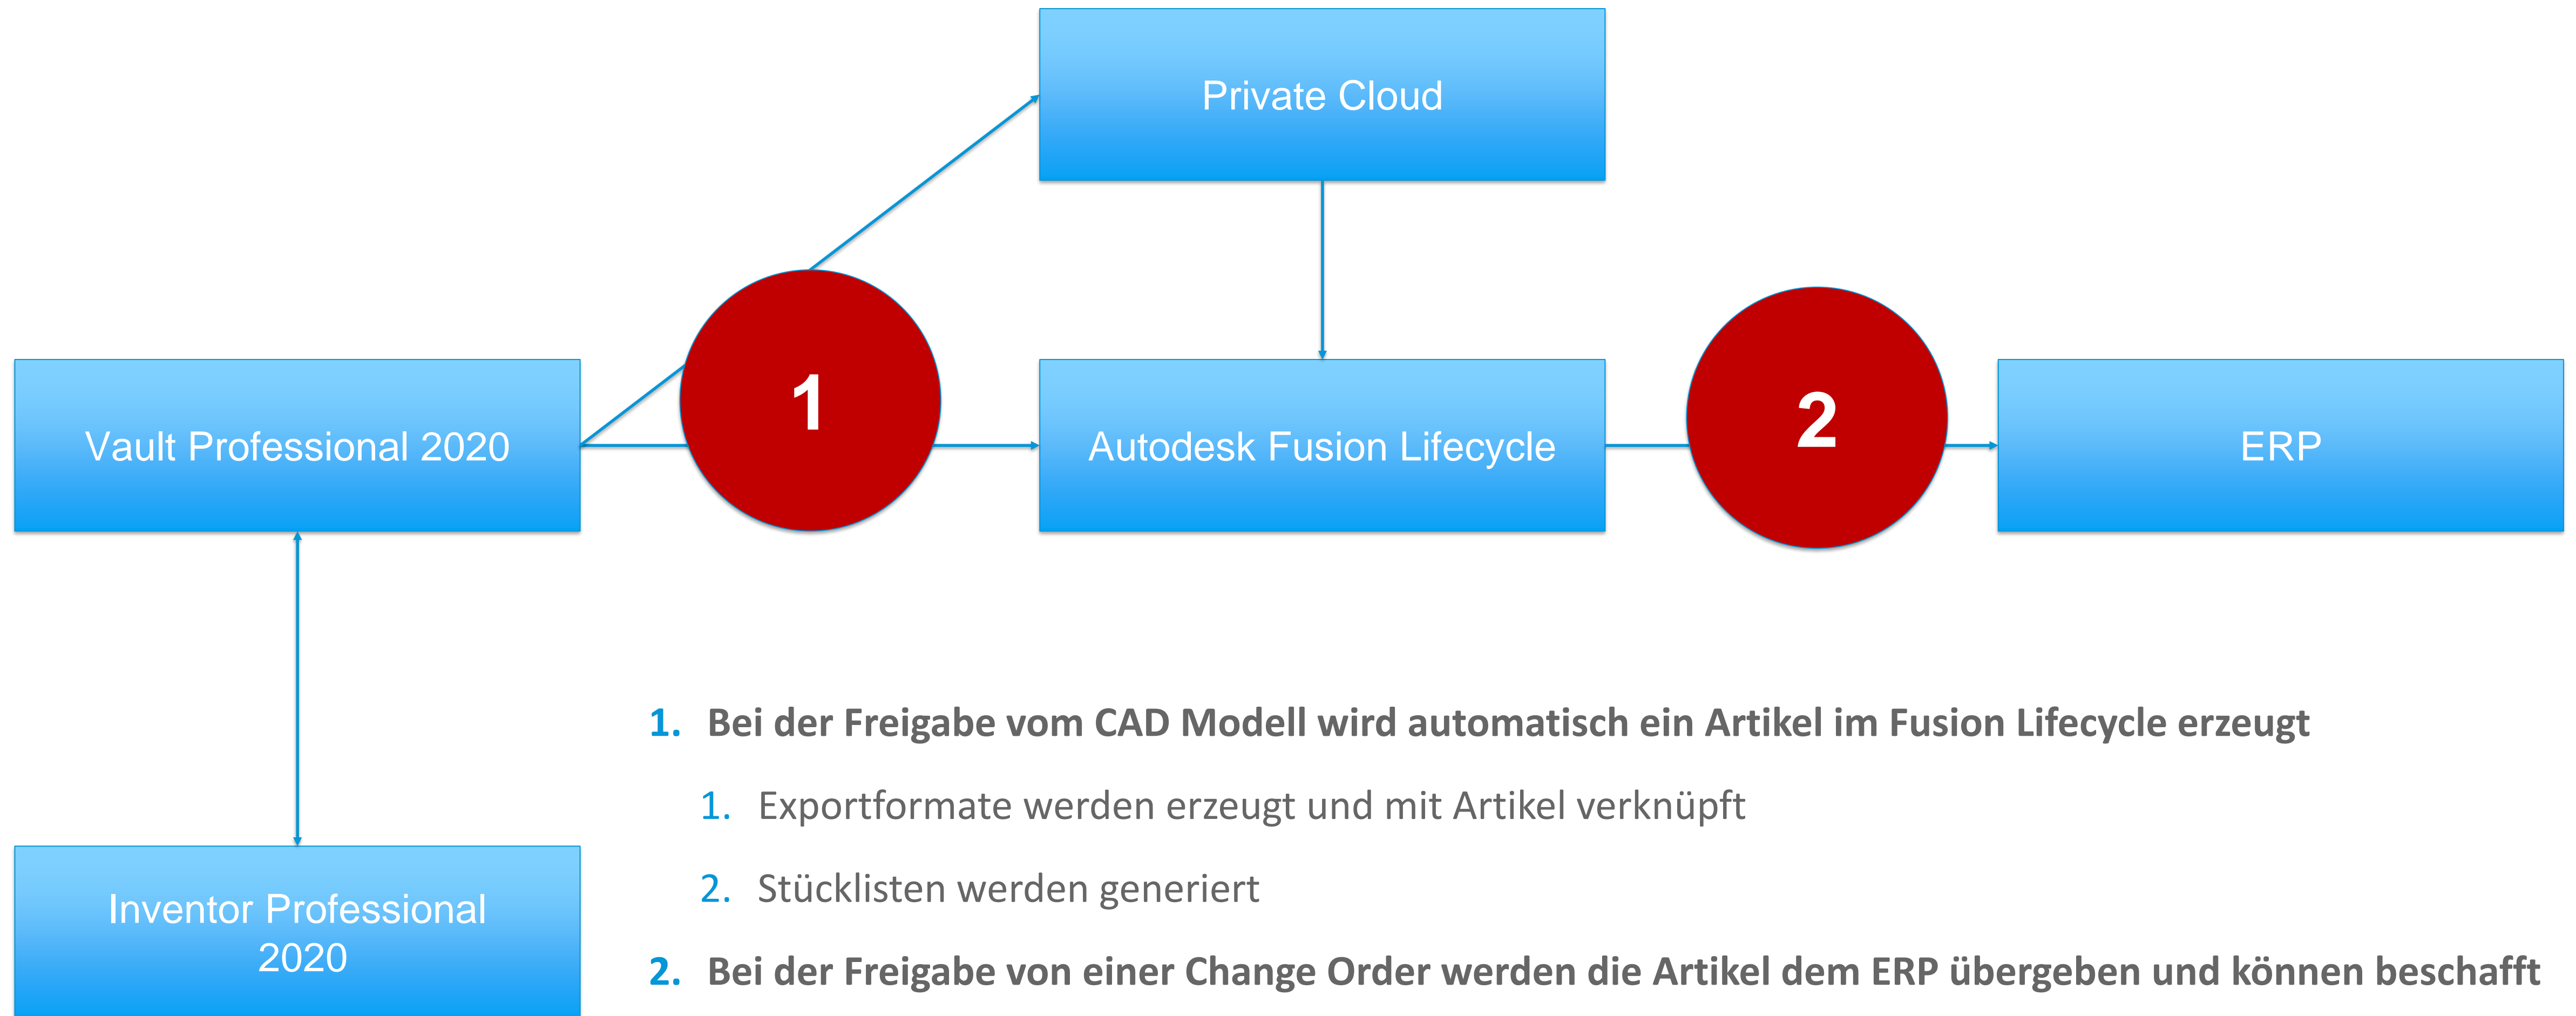 Private Cloud
1
2
Vault Professional 2020
Autodesk Fusion Lifecycle
ERP
Inventor Professional
2020
1. Bei der Freigabe vom CAD Modell wird automatisch ein Artikel im Fusion Lifecycle erzeugt
1. Exportformate werden erzeugt und mit Artikel verknüpft
2. Stücklisten werden generiert
2. Bei der Freigabe von einer Change Order werden die Artikel dem ERP übergeben und können beschafft